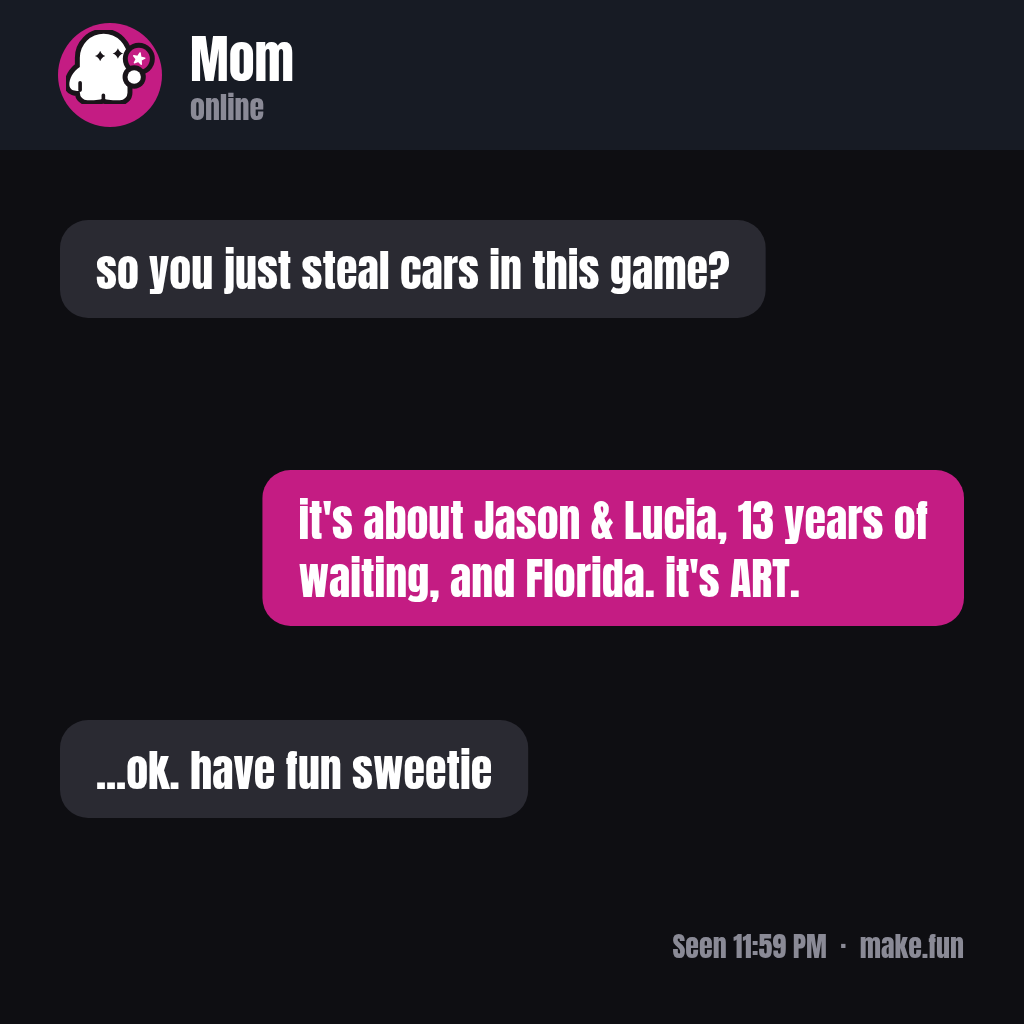 Mom
online
so you just steal cars in this game?
it's about Jason & Lucia, 13 years of
waiting, and Florida. it's ART.
...ok. have fun sweetie
Seen 11:59 PM · make.fun